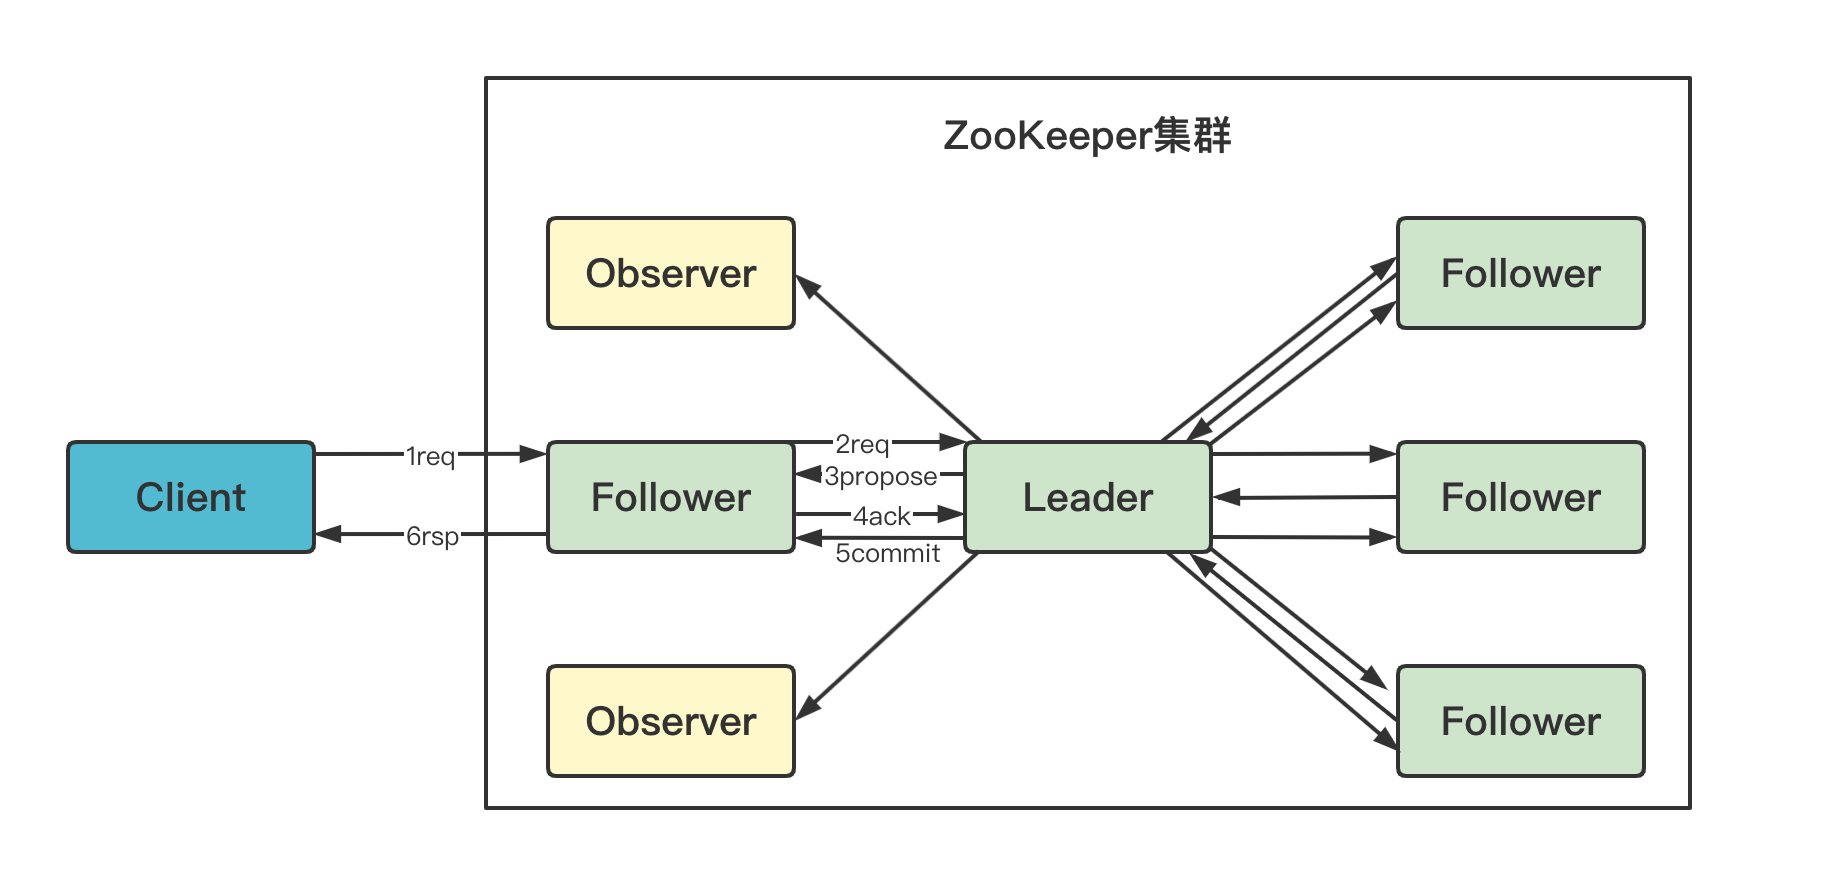 ZooKeeper集群
Observer
Follower
1req
2req
3propose
Client
Follower
Leader
Follower
4ack
6rsp
5commit
Observer
Follower